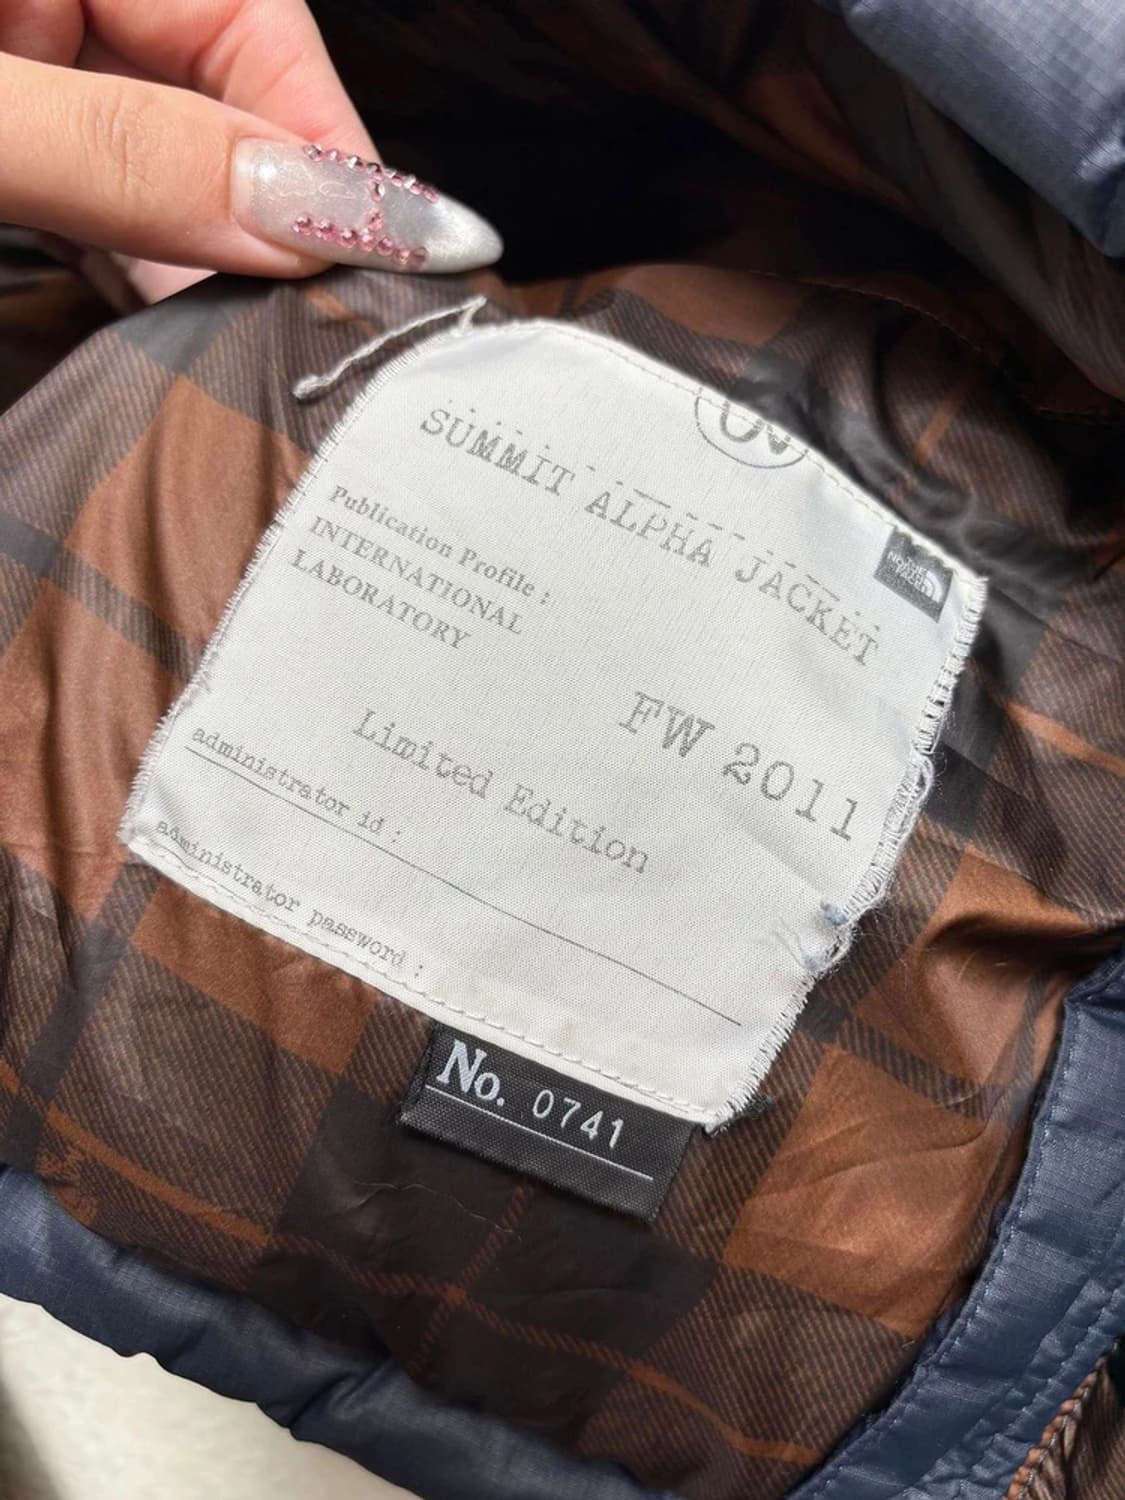 SUMMIT ALPHA JACKET
Publication Profile :
INTERNATIONAL
LABORATORY
FW 2011
Limited Edition
administrator id :
administrator password :
No. 0741